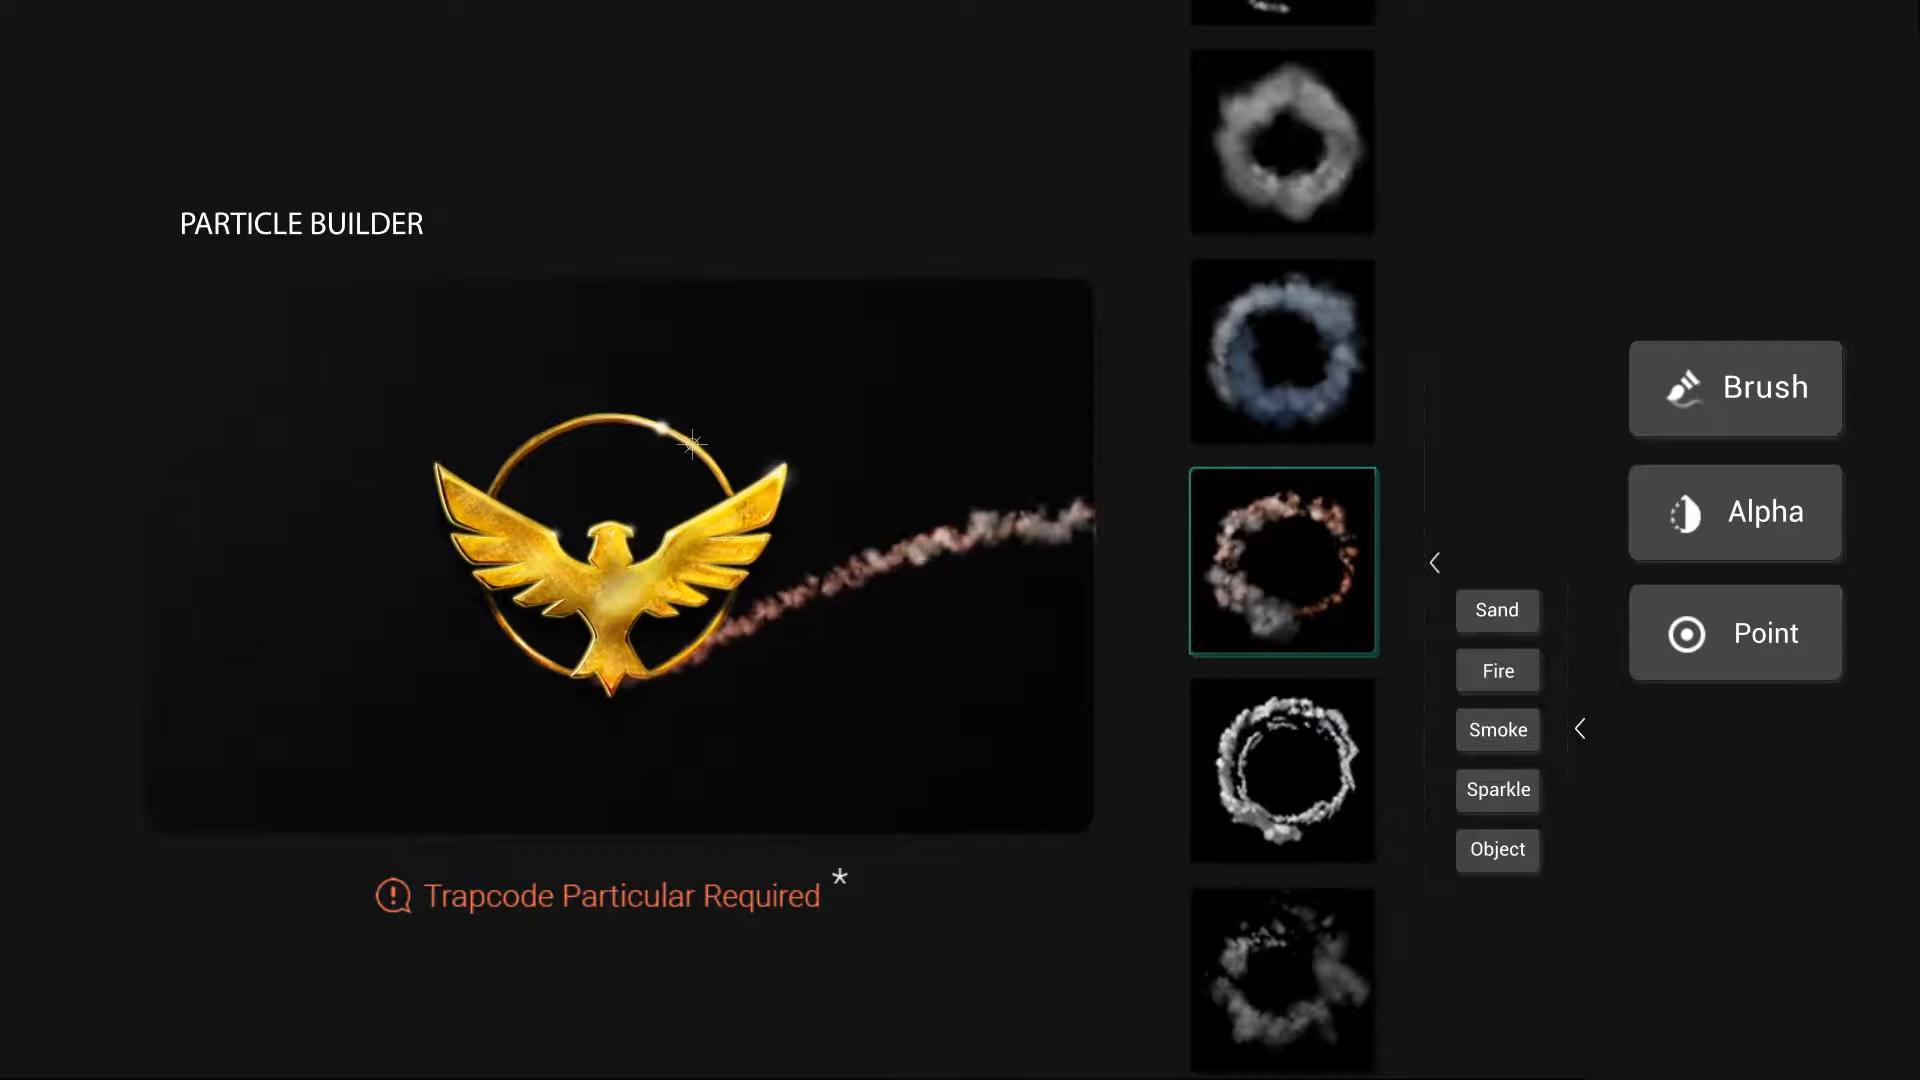 PARTICLE BUILDER
Trapcode Particular Required *
Sand
Fire
Smoke
Sparkle
Object
Brush
Alpha
Point